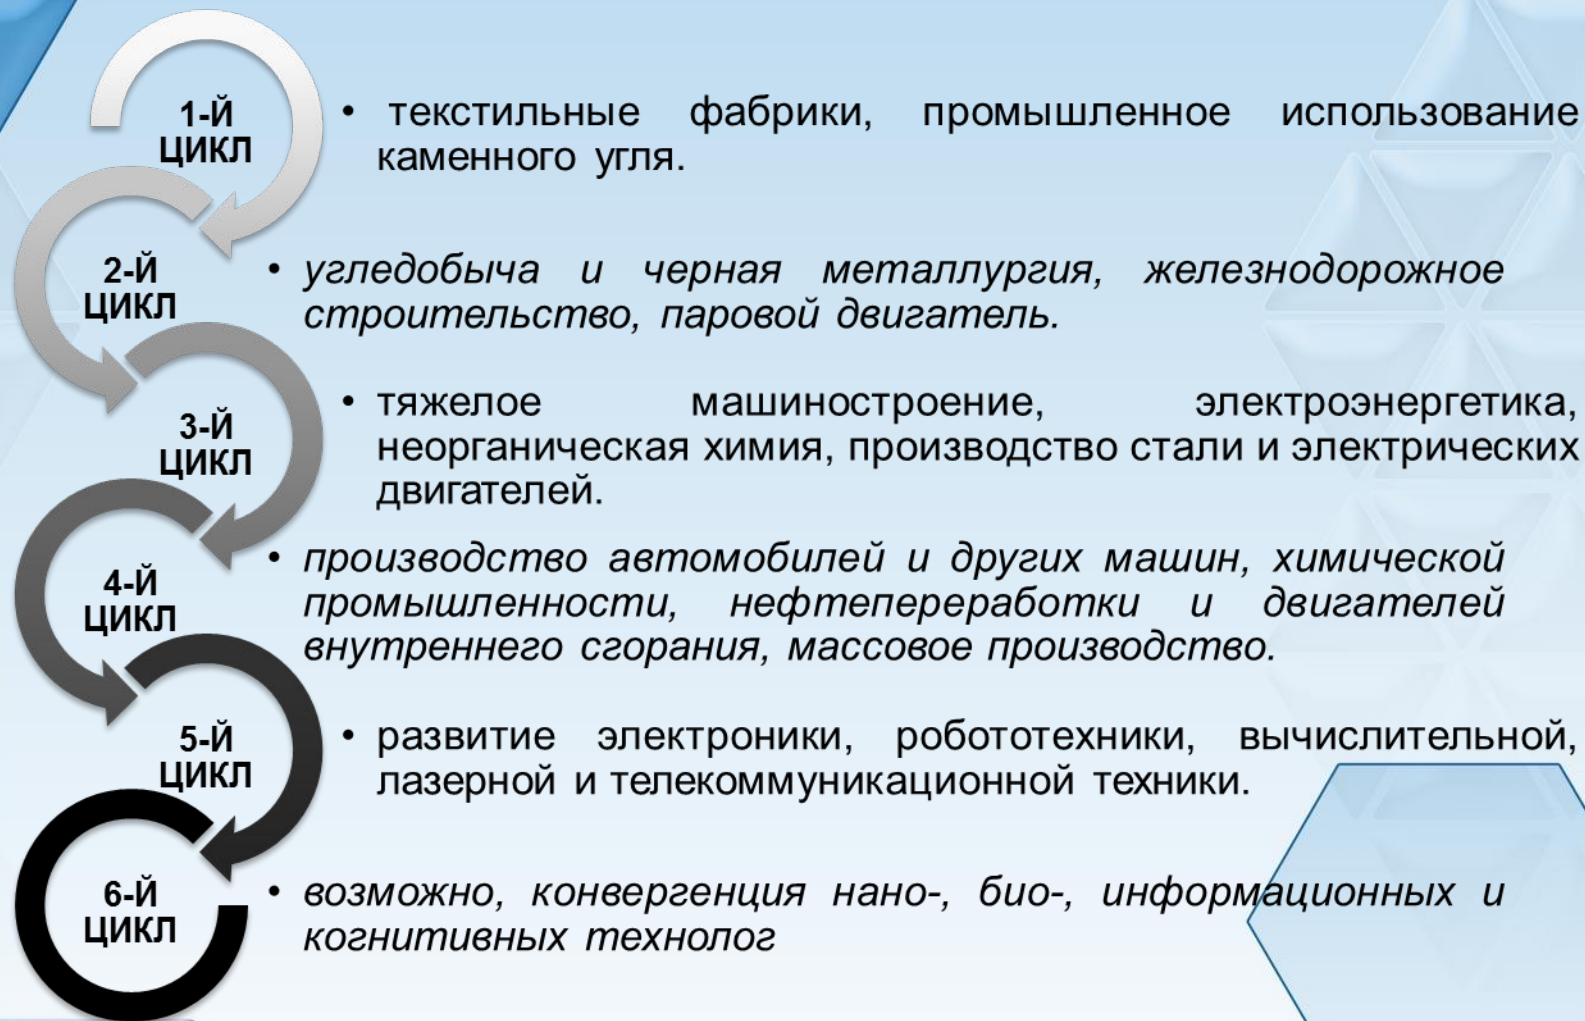 1-Й
ЦИКЛ
• текстильные фабрики, промышленное использование
каменного угля.
2-Й
ЦИКЛ
• угледобыча и черная металлургия, железнодорожное
строительство, паровой двигатель.
3-Й
ЦИКЛ
• тяжелое машиностроение, электроэнергетика,
неорганическая химия, производство стали и электрических
двигателей.
4-Й
ЦИКЛ
• производство автомобилей и других машин, химической
промышленности, нефтепереработки и двигателей
внутреннего сгорания, массовое производство.
5-Й
ЦИКЛ
• развитие электроники, робототехники, вычислительной,
лазерной и телекоммуникационной техники.
6-Й
ЦИКЛ
• возможно, конвергенция нано-, био-, информационных и
когнитивных технолог